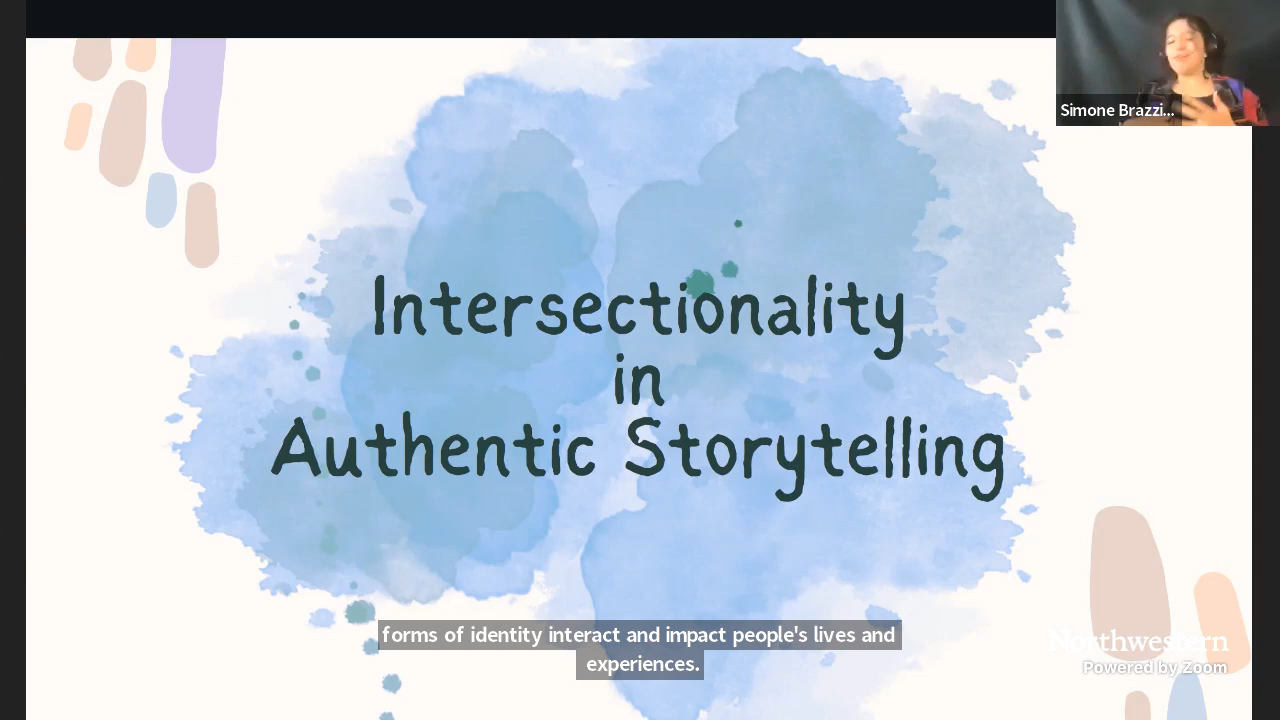 Simone Brazzi...
Intersectionality
in
Authentic Storytelling
forms of identity interact and impact people's lives and
experiences.
Northwestern
Powered by Zoom